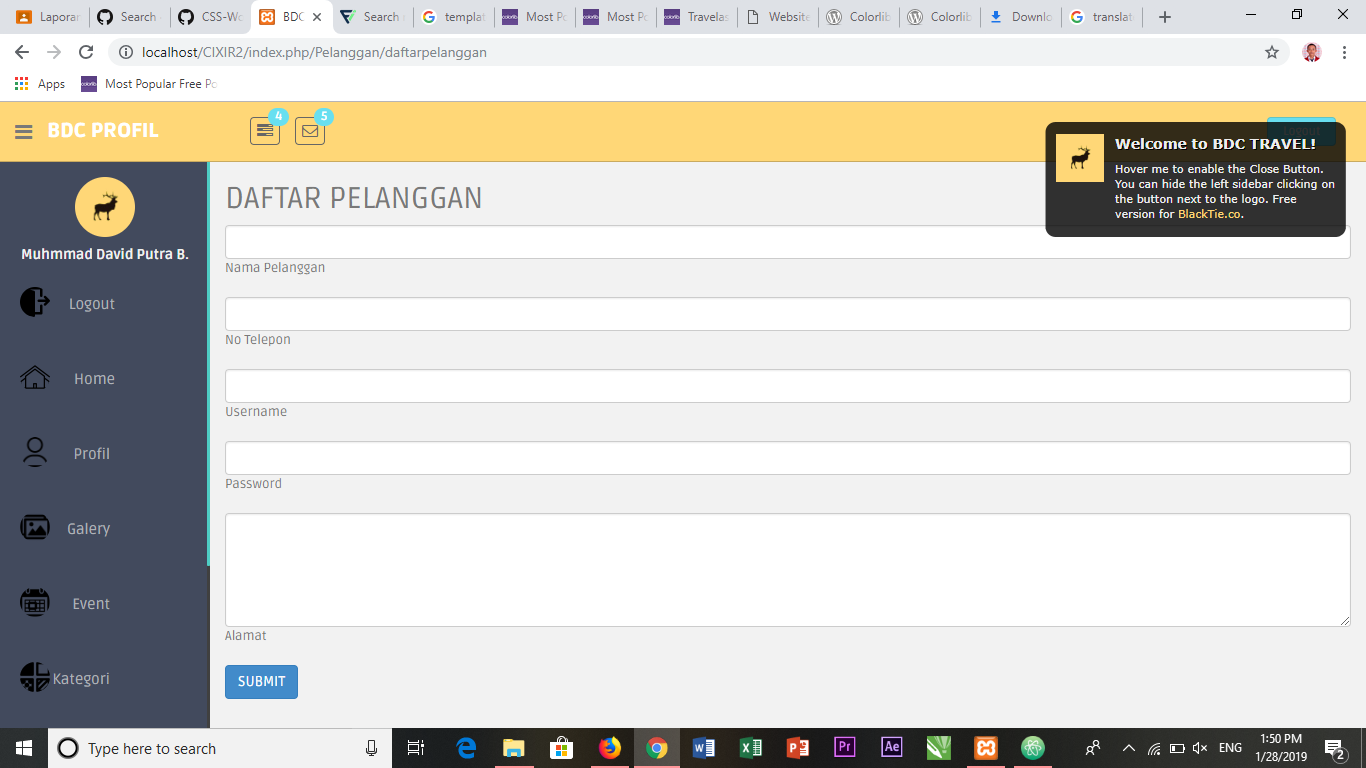 Laporan
Search
CSS-Wo
BDC
Search
templat
Most Po
Most Po
Travelas
Website
Colorlib
Colorlib
Downlo
translat
localhost/CIXIR2/index.php/Pelanggan/daftarpelanggan
Apps
Most Popular Free Po
BDC PROFIL
4
5
Logout
Welcome to BDC TRAVEL!
Hover me to enable the Close Button.
You can hide the left sidebar clicking on
the button next to the logo. Free
version for BlackTie.co.
Muhmmad David Putra B.
Logout
Home
Profil
Galery
Event
Kategori
DAFTAR PELANGGAN
Nama Pelanggan
No Telepon
Username
Password
Alamat
SUBMIT
Type here to search
ENG
1:50 PM
1/28/2019
2